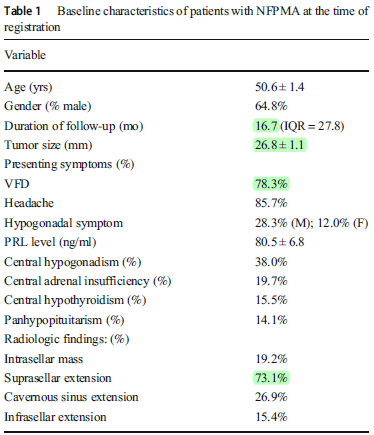 Table 1 Baseline characteristics of patients with NFPMA at the time of
registration
Variable
Age (yrs) 50.6 ± 1.4
Gender (% male) 64.8%
Duration of follow-up (mo) 16.7 (IQR = 27.8)
Tumor size (mm) 26.8 ± 1.1
Presenting symptoms (%)
VFD 78.3%
Headache 85.7%
Hypogonadal symptom 28.3% (M); 12.0% (F)
PRL level (ng/ml) 80.5 ± 6.8
Central hypogonadism (%) 38.0%
Central adrenal insufficiency (%) 19.7%
Central hypothyroidism (%) 15.5%
Panhypopituitarism (%) 14.1%
Radiologic findings: (%)
Intrasellar mass 19.2%
Suprasellar extension 73.1%
Cavernous sinus extension 26.9%
Infrasellar extension 15.4%